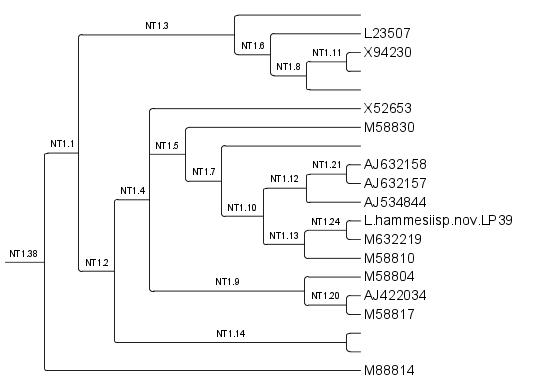 NT1.3
L23507
NT1.6
NT1.11
X94230
NT1.8
X52653
M58830
NT1.1
NT1.5
AJ632158
NT1.21
NT1.7
NT1.12
AJ632157
NT1.4
AJ534844
NT1.10
NT1.24
L.hammesiisp.nov.LP39
NT1.13
M632219
NT1.38
M58810
NT1.2
M58804
NT1.9
AJ422034
NT1.20
M58817
NT1.14
M88814